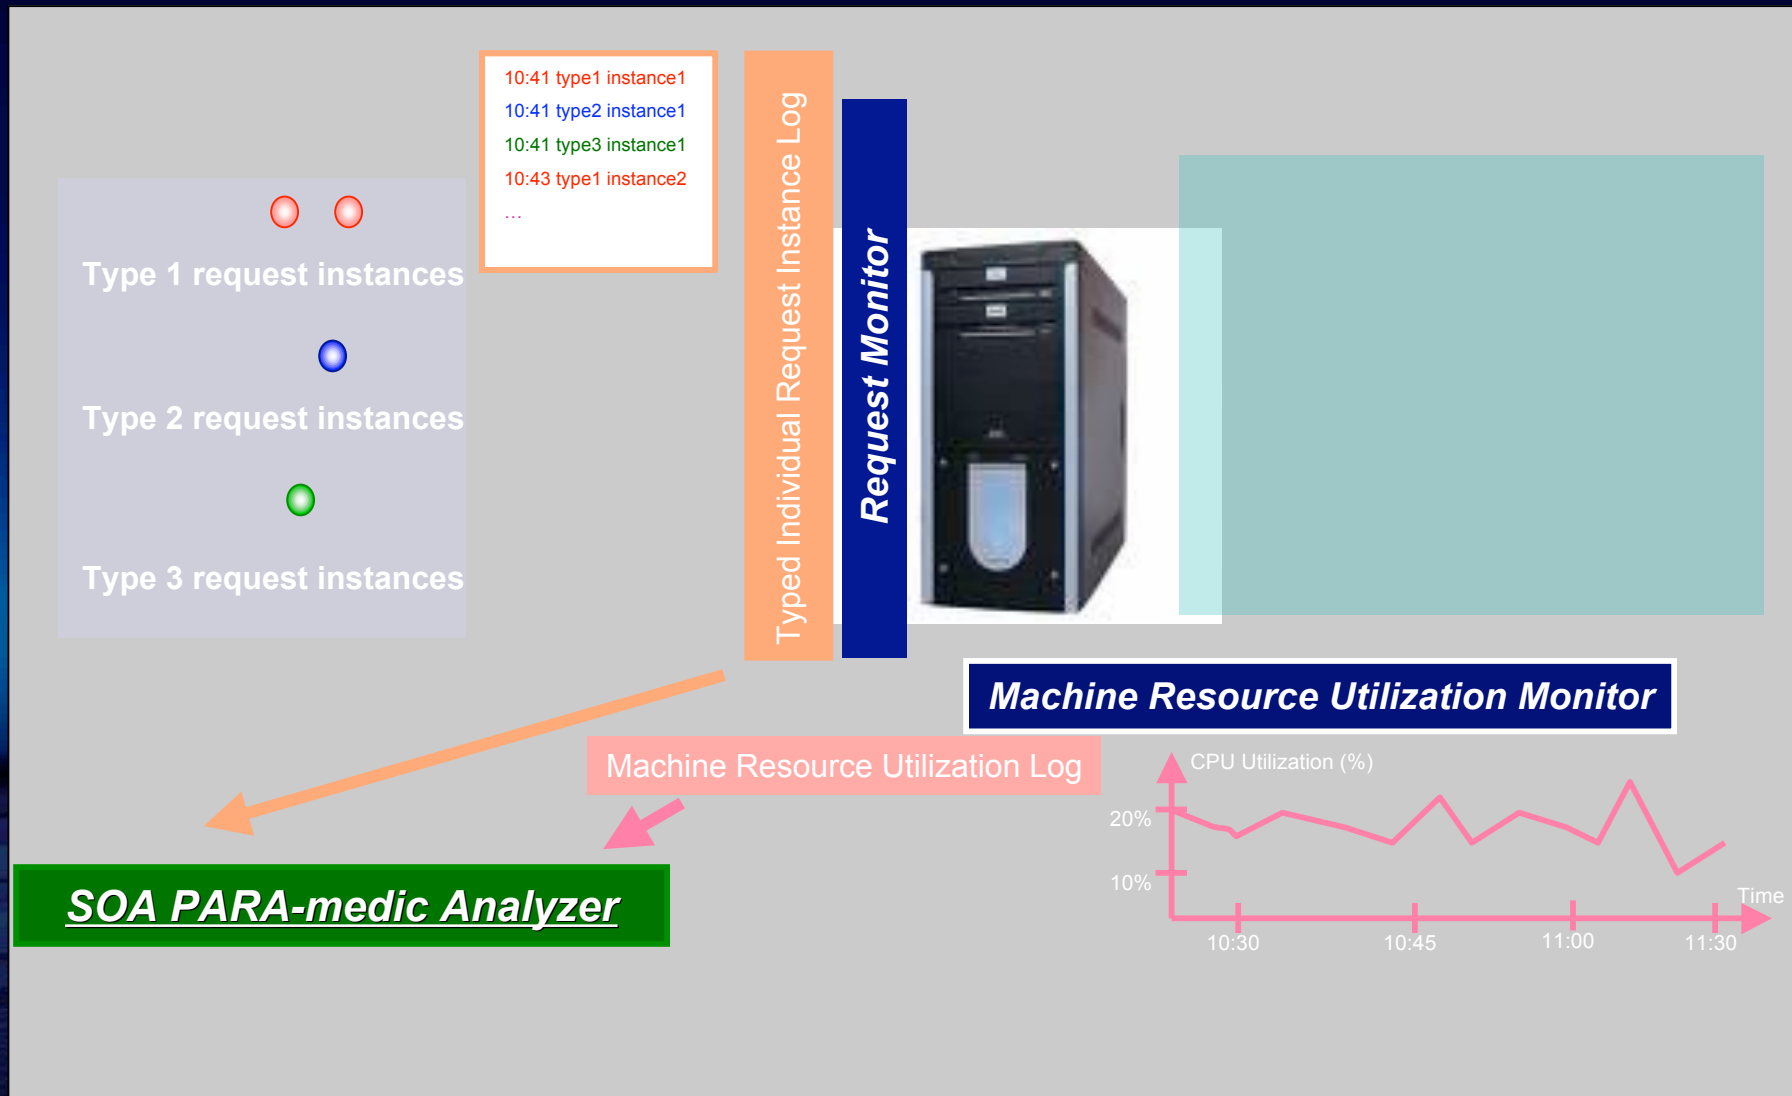 10:41 type1 instance1
10:41 type2 instance1
10:41 type3 instance1
10:43 type1 instance2
...
Type 1 request instances
Type 2 request instances
Type 3 request instances
Typed Individual Request Instance Log
Request Monitor
Machine Resource Utilization Monitor
Machine Resource Utilization Log
CPU Utilization (%)
20%
10%
Time
10:30
10:45
11:00
11:30
SOA PARA-medic Analyzer